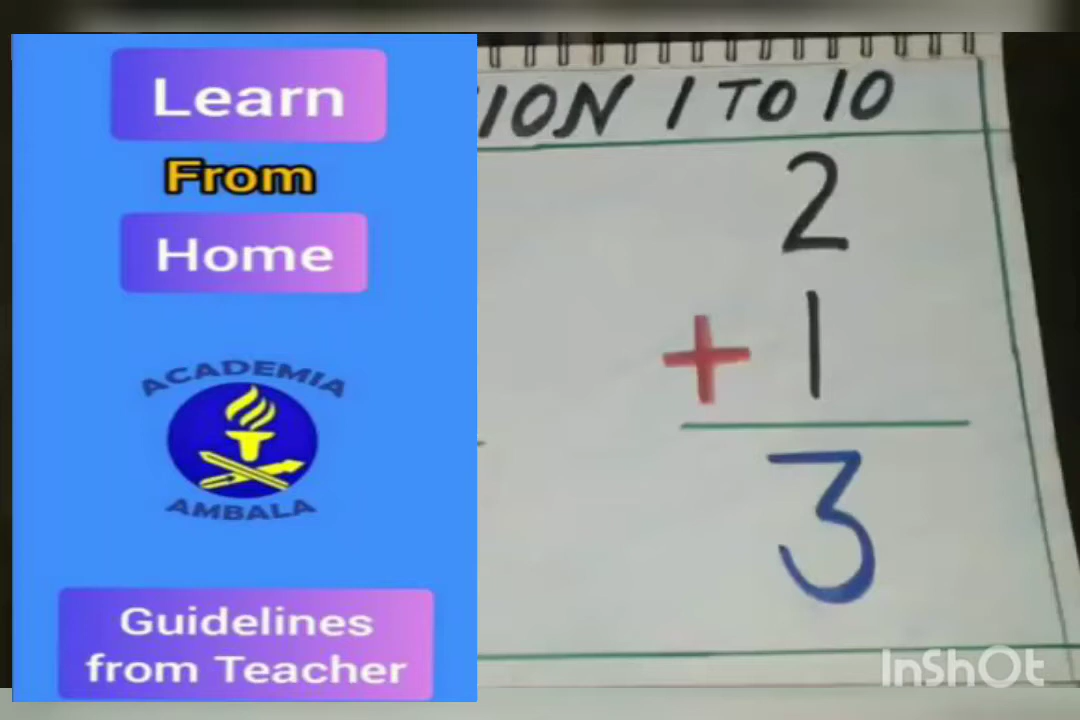 Learn
From
Home
ACADEMIA
AMBALA
Guidelines
from Teacher
ION 1 TO 10
2
+ 1
3
InShOt